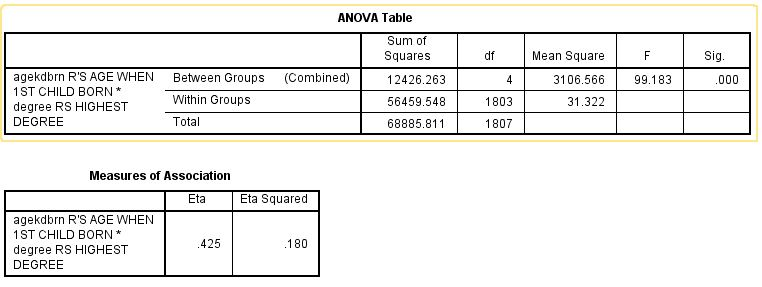 ANOVA Table
Sum of
Squares df Mean Square F Sig.
agekdbrn R'S AGE WHEN
1ST CHILD BORN *
degree RS HIGHEST
DEGREE
Between Groups (Combined) 12426.263 4 3106.566 99.183 .000
Within Groups 56459.548 1803 31.322
Total 68885.811 1807
Measures of Association
Eta Eta Squared
agekdbrn R'S AGE WHEN
1ST CHILD BORN *
degree RS HIGHEST
DEGREE
.425 .180